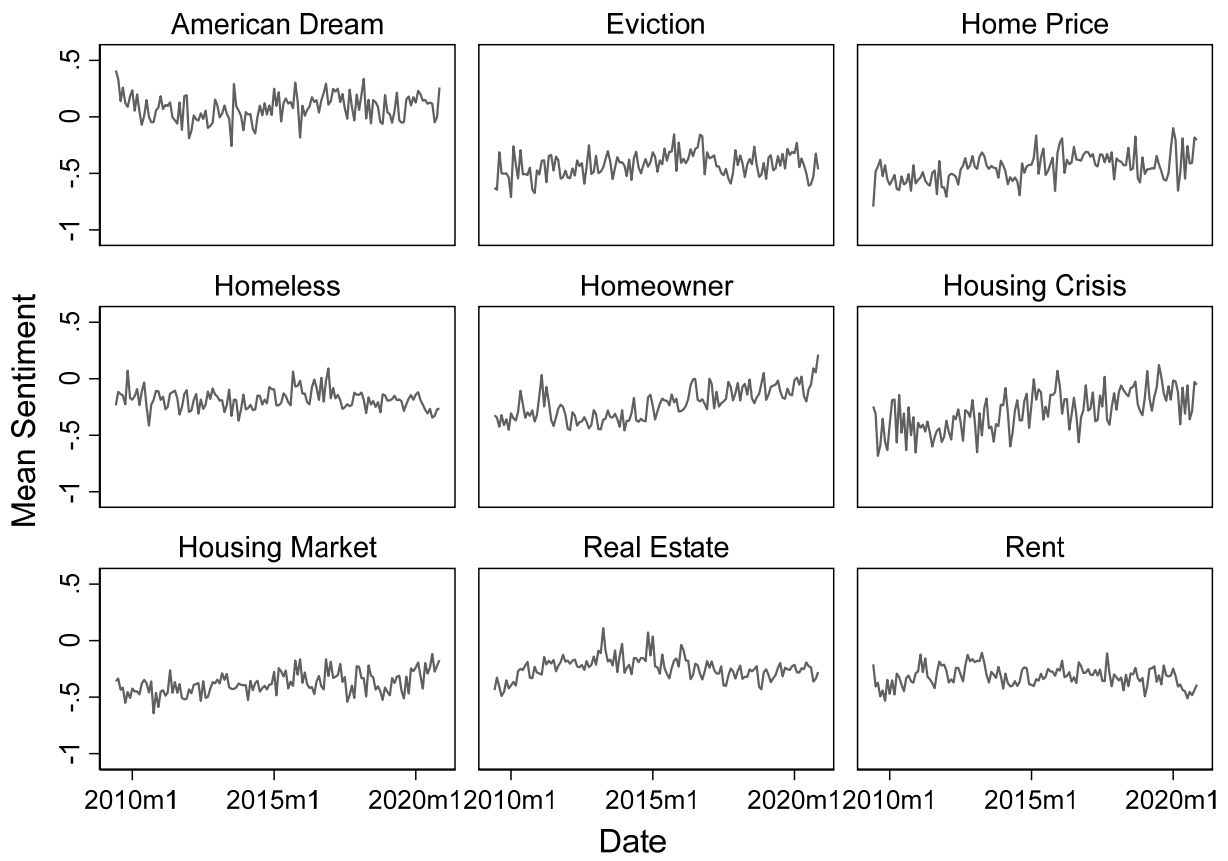 American Dream Eviction Home Price
.5
0
-.5
-1
Homeless Homeowner Housing Crisis
.5
0
-.5
-1
Mean Sentiment
Housing Market Real Estate Rent
.5
0
-.5
-1
2010m1 2015m1 2020m1 2010m1 2015m1 2020m1 2010m1 2015m1 2020m1
Date